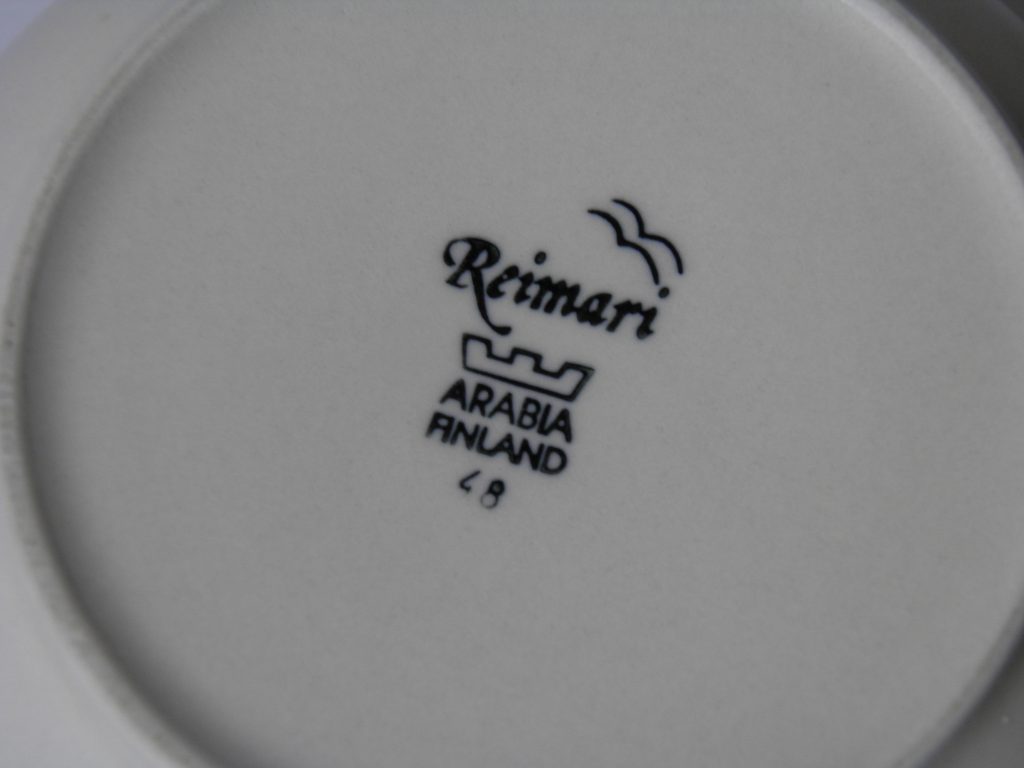 Reimari
ARABIA
FINLAND
48